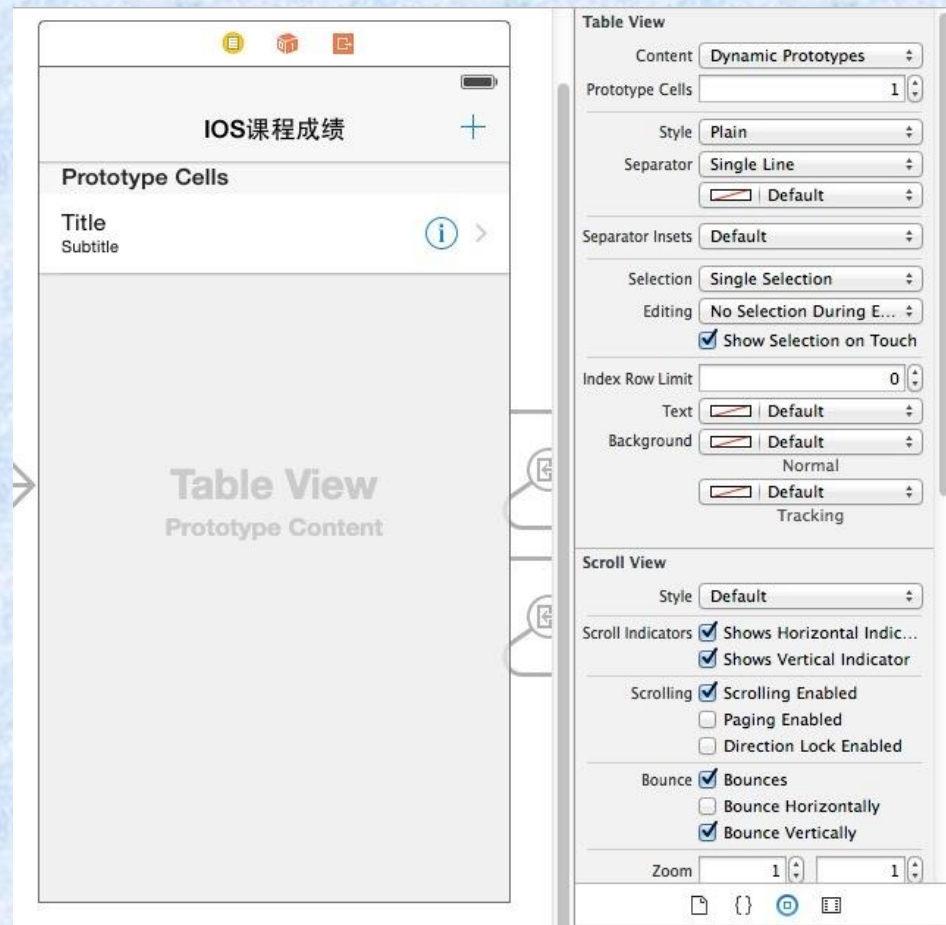 IOS课程成绩
Prototype Cells
Title
Subtitle
Table View
Prototype Content
Table View
Content Dynamic Prototypes
Prototype Cells 1
Style Plain
Separator Single Line
Default
Separator Insets Default
Selection Single Selection
Editing No Selection During E...
Show Selection on Touch
Index Row Limit 0
Text Default
Background Default
Normal
Default
Tracking
Scroll View
Style Default
Scroll Indicators Shows Horizontal Indic...
Shows Vertical Indicator
Scrolling Scrolling Enabled
Paging Enabled
Direction Lock Enabled
Bounce Bounces
Bounce Horizontally
Bounce Vertically
Zoom 1 1